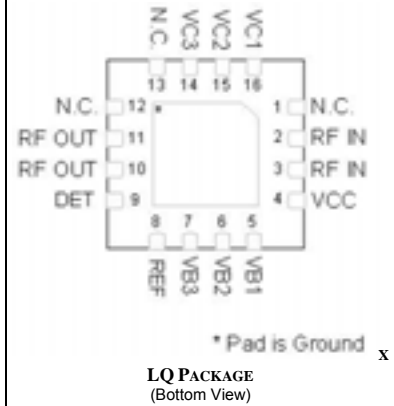 N.C. VC3 VC2 VC1
13 14 15 16
N.C. 12 * 1 N.C.
RF OUT 11 2 RF IN
RF OUT 10 3 RF IN
DET 9 4 VCC
8 7 6 5
REF VB3 VB2 VB1
* Pad is Ground x
LQ PACKAGE
(Bottom View)